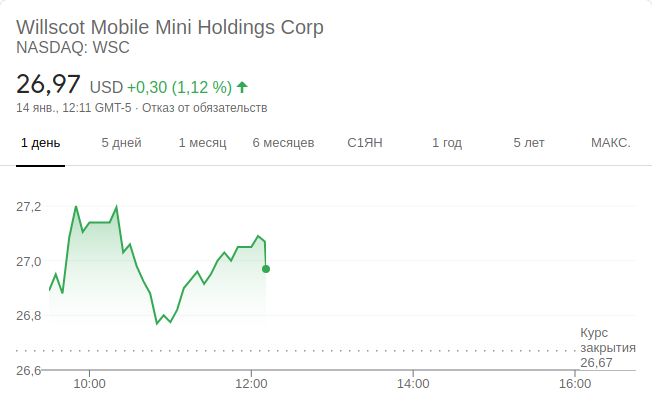 Willscot Mobile Mini Holdings Corp
NASDAQ: WSC
26,97 USD +0,30 (1,12 %)
14 янв., 12:11 GMT-5 · Отказ от обязательств
1 день 5 дней 1 месяц 6 месяцев С1ЯН 1 год 5 лет МАКС.
27,2
27,0
26,8
Курс
закрытия
26,67
26,6
10:00 12:00 14:00 16:00